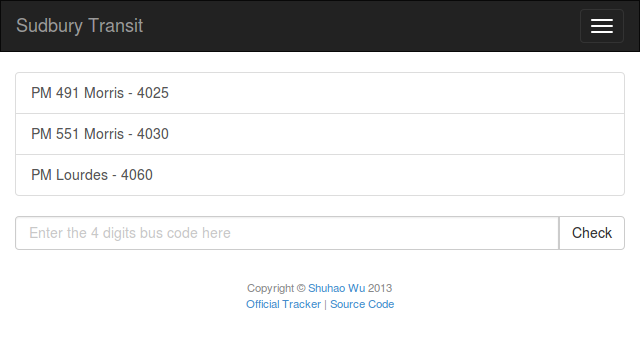 Sudbury Transit
PM 491 Morris - 4025
PM 551 Morris - 4030
PM Lourdes - 4060
Enter the 4 digits bus code here
Check
Copyright © Shuhao Wu 2013
Official Tracker | Source Code